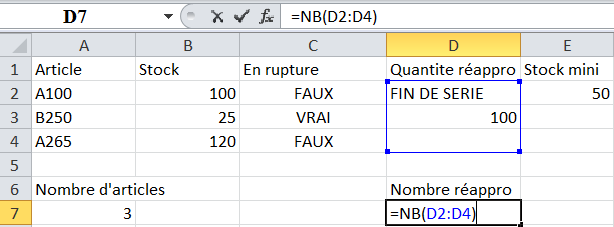 D7 =NB(D2:D4)
A B C D E
1 Article Stock En rupture Quantite réappro Stock mini
2 A100 100 FAUX FIN DE SERIE 50
3 B250 25 VRAI 100
4 A265 120 FAUX
5
6 Nombre d'articles Nombre réappro
7 3 =NB(D2:D4)